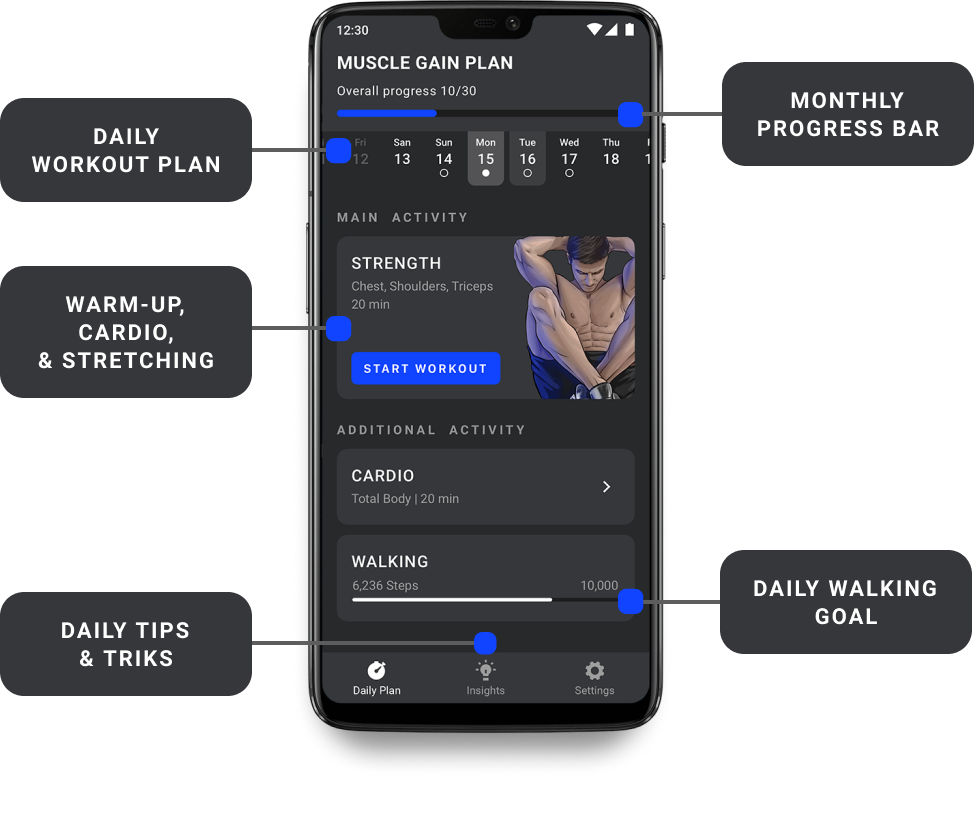 12:30
MUSCLE GAIN PLAN
Overall progress 10/30
MONTHLY
PROGRESS BAR
DAILY
WORKOUT PLAN
Fri San Sun Mon Tue Wed Thu
12 13 14 15 16 17 18
MAIN ACTIVITY
STRENGTH
Chest, Shoulders, Triceps
20 min
START WORKOUT
WARM-UP,
CARDIO,
& STRETCHING
ADDITIONAL ACTIVITY
CARDIO
Total Body | 20 min
WALKING
6,236 Steps 10,000
DAILY WALKING
GOAL
DAILY TIPS
& TRIKS
Daily Plan Insights Settings